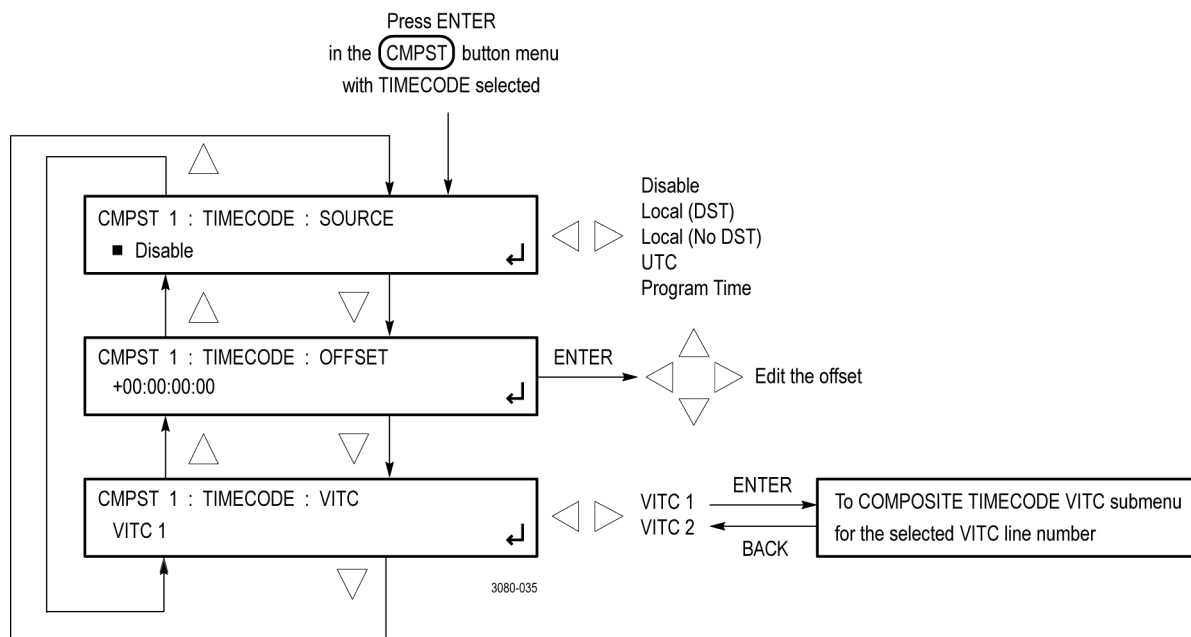 Press ENTER
in the CMPST button menu
with TIMECODE selected
CMPST 1 : TIMECODE : SOURCE
■ Disable
Disable
Local (DST)
Local (No DST)
UTC
Program Time
CMPST 1 : TIMECODE : OFFSET
+00:00:00:00
ENTER
Edit the offset
CMPST 1 : TIMECODE : VITC
VITC 1
VITC 1
VITC 2
ENTER
BACK
To COMPOSITE TIMECODE VITC submenu
for the selected VITC line number
3080-035